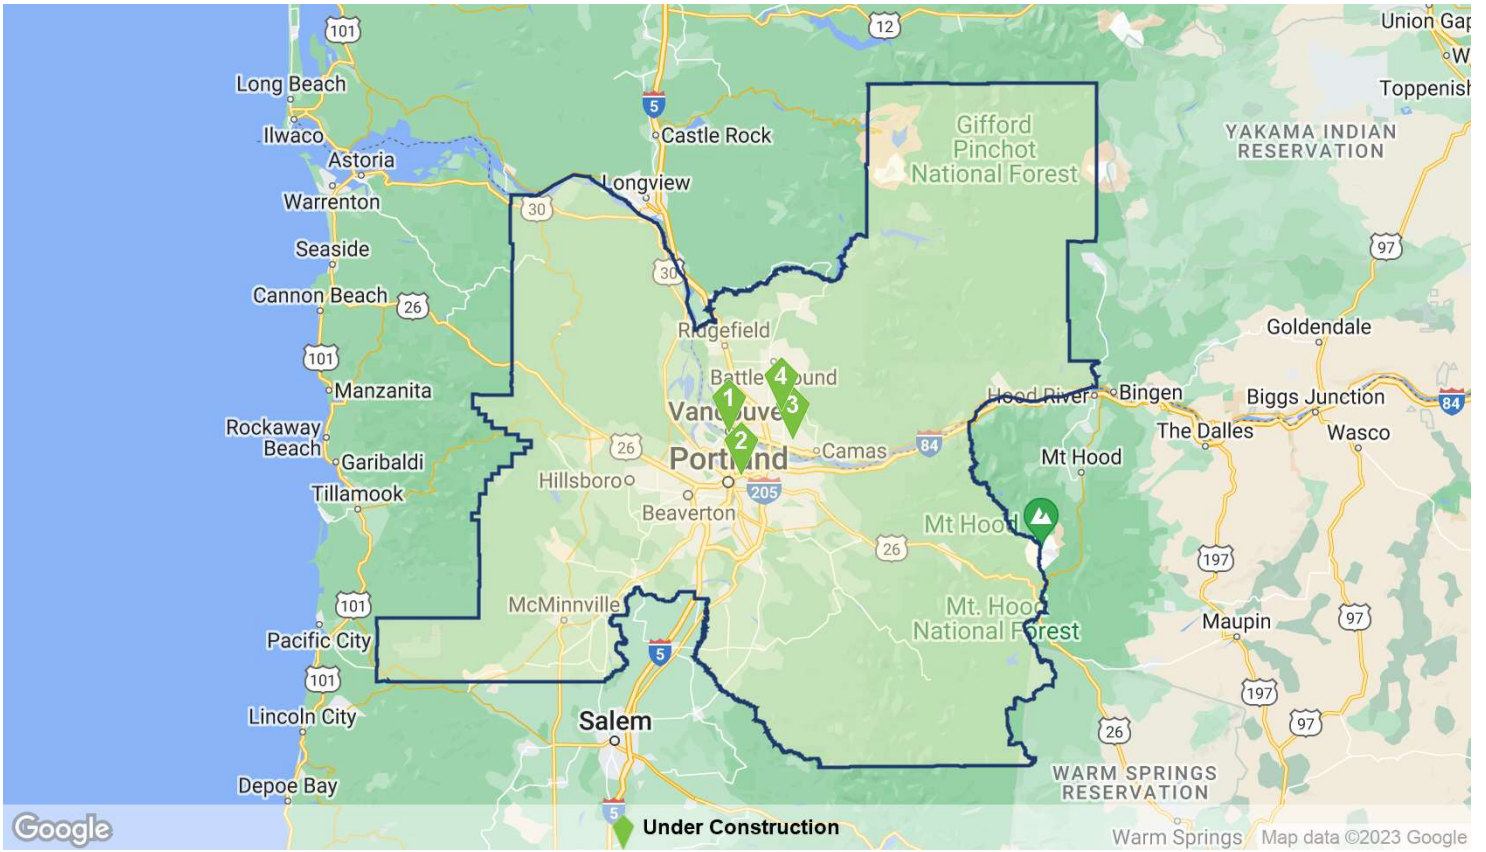 101
12
Union Gap
Long Beach
5
Toppenish
Ilwaco
Castle Rock
Gifford
Pinchot
National Forest
YAKAMA INDIAN
RESERVATION
Astoria
Longview
Warrenton
30
Seaside
97
30
Cannon Beach
26
Goldendale
Ridgefield
101
Battle Ground
4
Manzanita
1
3
Hood River
Bingen
Biggs Junction
84
Vancouver
Rockaway
Beach
2
26
Camas
84
The Dalles
Wasco
Garibaldi
Portland
Mt Hood
Hillsboro
205
Tillamook
Beaverton
Mt Hood
26
197
101
McMinnville
Mt. Hood
National Forest
97
Maupin
Pacific City
5
101
197
Lincoln City
Salem
97
26
Depoe Bay
WARM SPRINGS
RESERVATION
5
Google
Under Construction
Warm Springs
Map data ©2023 Google